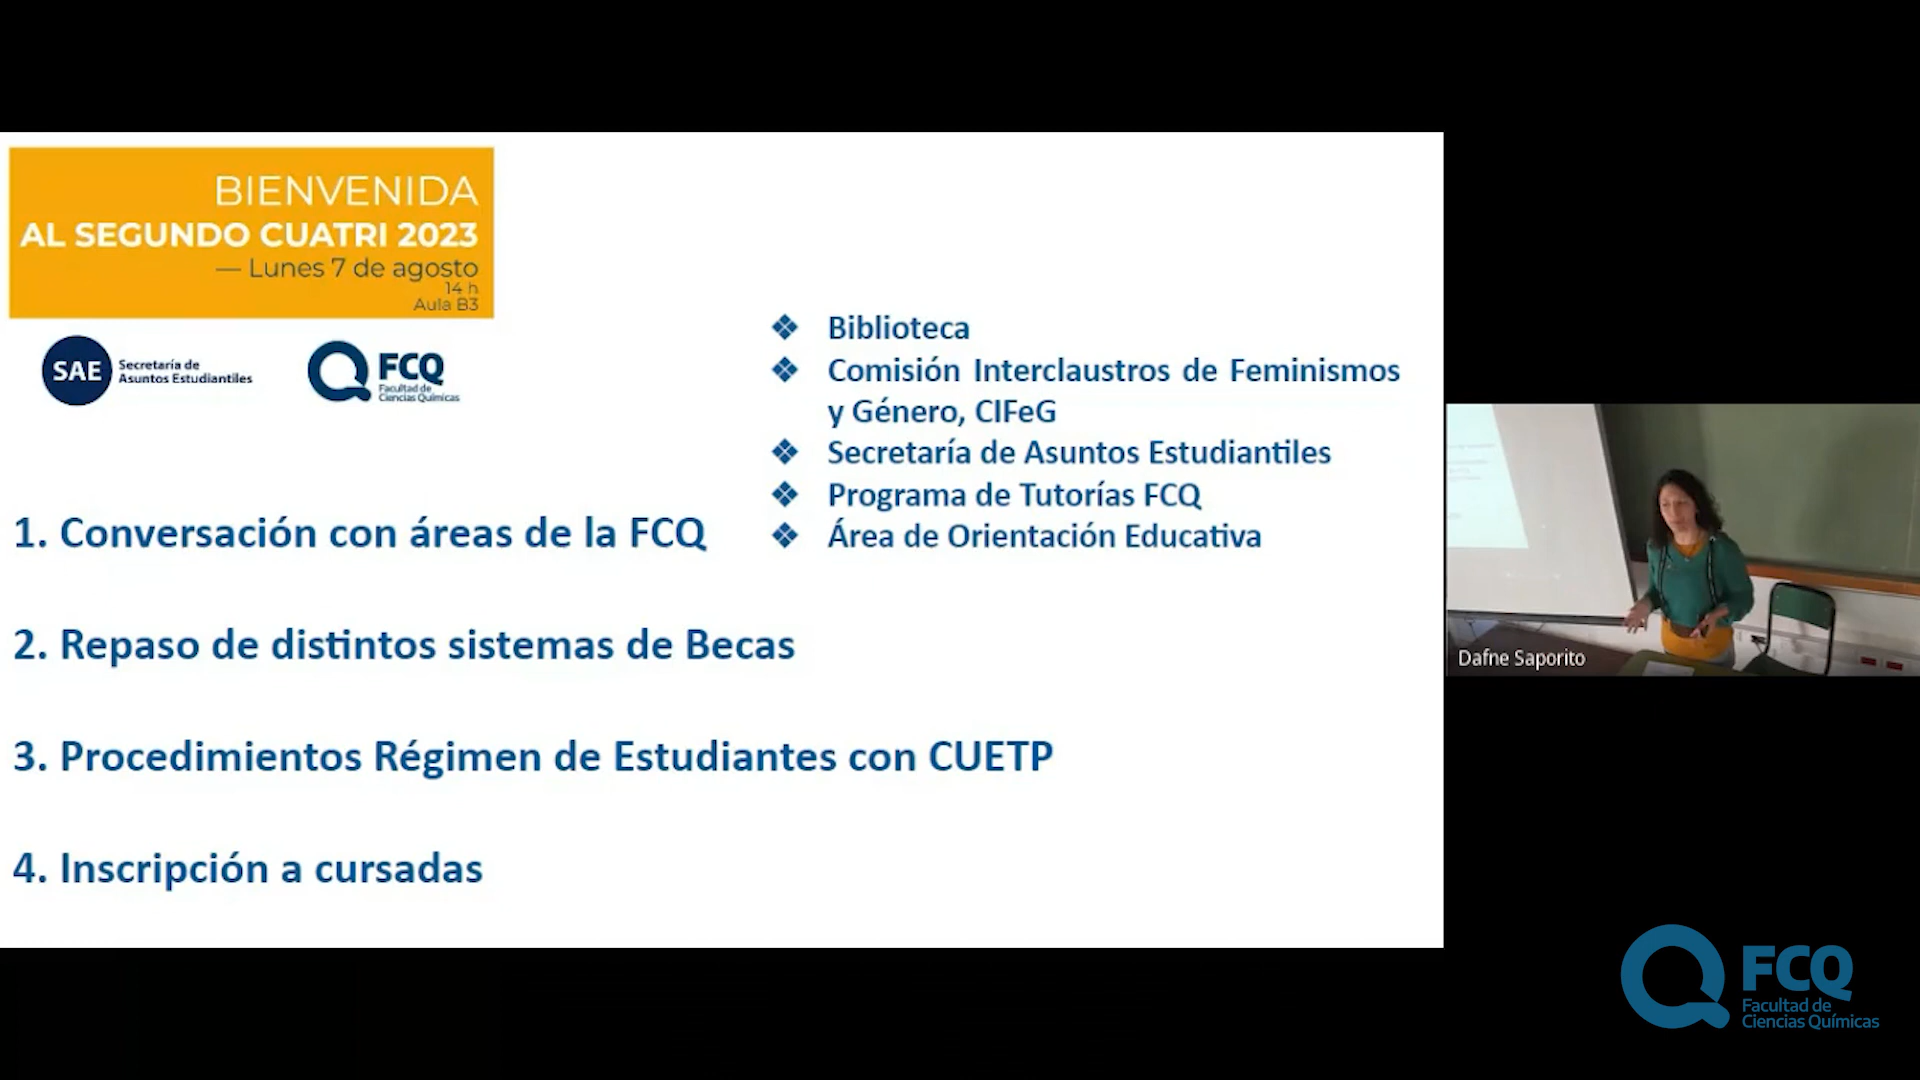 BIENVENIDA
AL SEGUNDO CUATRI 2023
— Lunes 7 de agosto
14 h
Aula B3
SAE Secretaría de
Asuntos Estudiantiles
FCQ
Facultad de
Ciencias Químicas
❖ Biblioteca
❖ Comisión Interclaustros de Feminismos
y Género, CIFeG
❖ Secretaría de Asuntos Estudiantiles
❖ Programa de Tutorías FCQ
❖ Área de Orientación Educativa
1. Conversación con áreas de la FCQ
2. Repaso de distintos sistemas de Becas
3. Procedimientos Régimen de Estudiantes con CUETP
4. Inscripción a cursadas
Dafne Saporito
FCQ
Facultad de
Ciencias Químicas